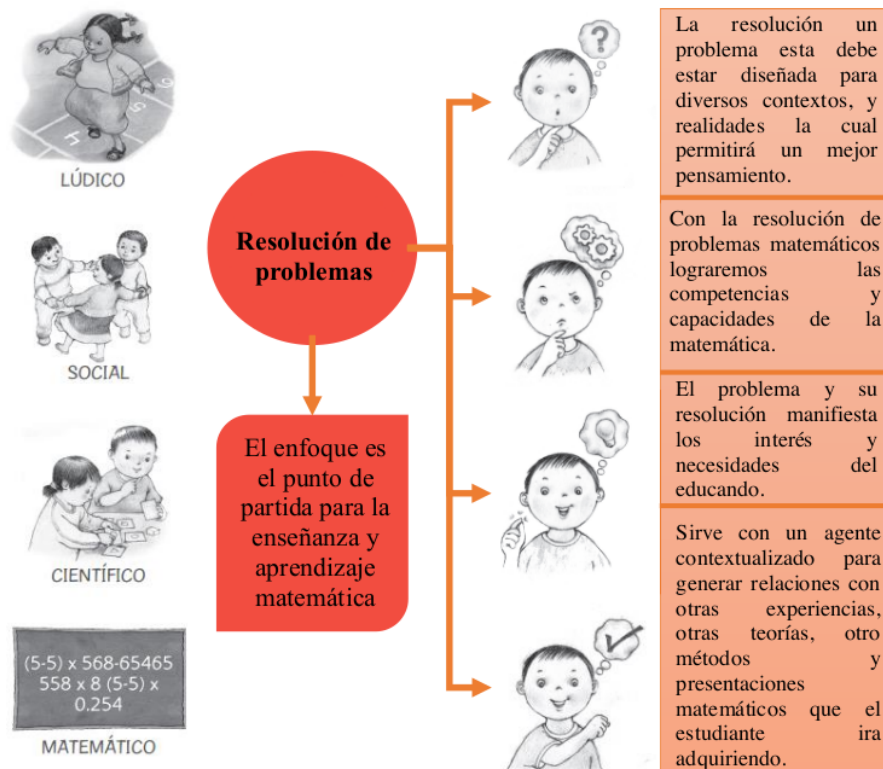 LÚDICO
SOCIAL
CIENTÍFICO
(5-5) x 568-65465
558 x 8 (5-5) x
0.254
MATEMÁTICO
6
5
4
Resolución de
problemas
El enfoque es
el punto de
partida para la
enseñanza y
aprendizaje
matemática
?
La resolución un
problema esta debe
estar diseñada para
diversos contextos, y
realidades la cual
permitirá un mejor
pensamiento.
Con la resolución de
problemas matemáticos
lograremos las
competencias y
capacidades de la
matemática.
El problema y su
resolución manifiesta
los interés y
necesidades del
educando.
Sirve con un agente
contextualizado para
generar relaciones con
otras experiencias,
otras teorías, otro
métodos y
presentaciones
matemáticos que el
estudiante ira
adquiriendo.